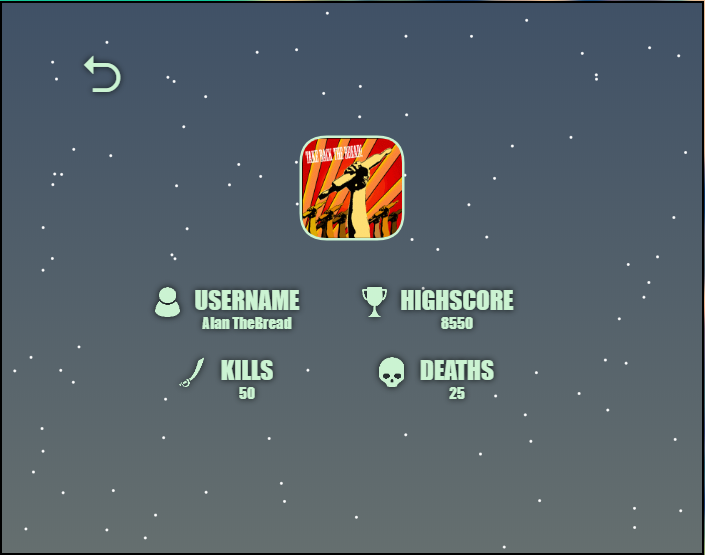 TAKE BACK THE BREAD!
USERNAME
Alan TheBread
HIGHSCORE
8550
KILLS
50
DEATHS
25